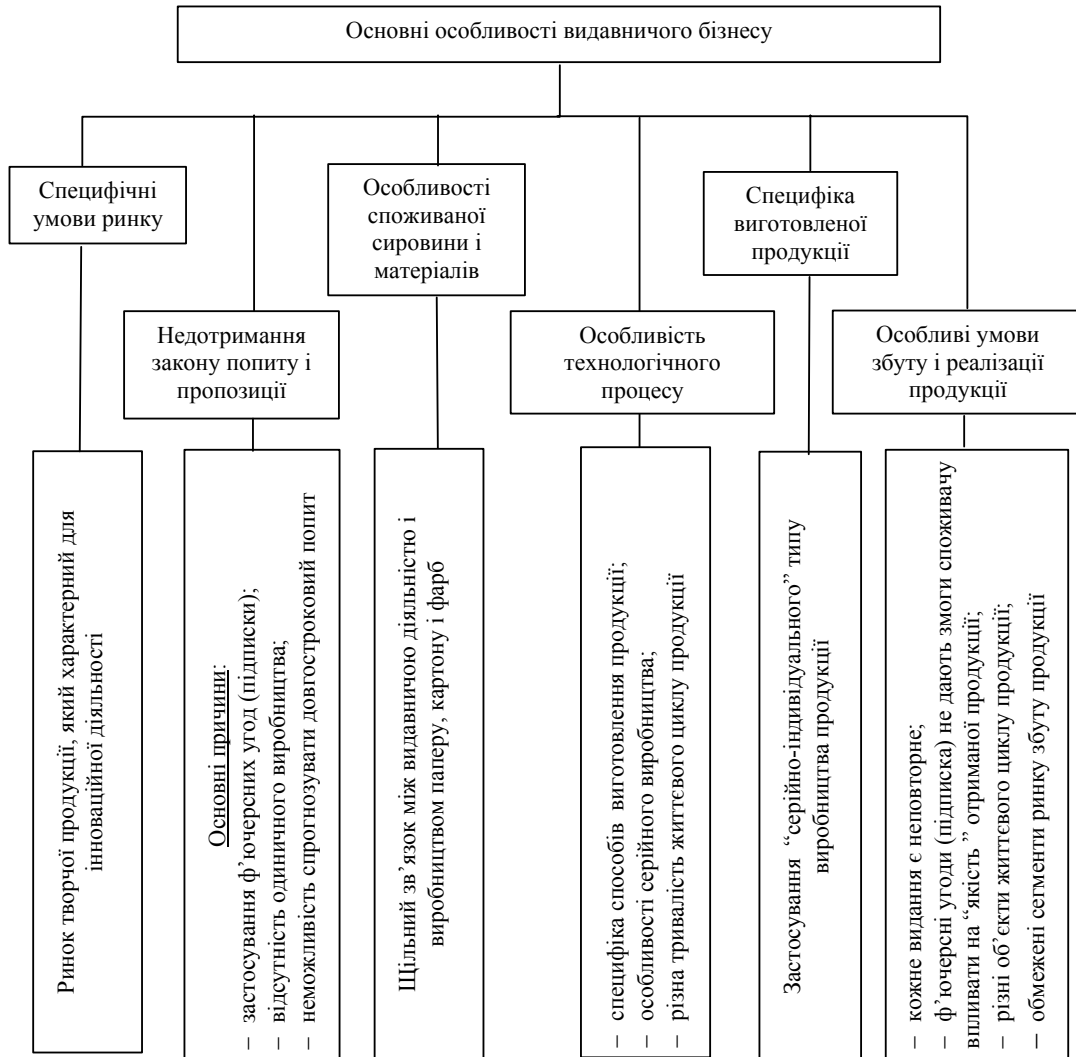 Основні особливості видавничого бізнесу
Специфічні
умови ринку
Недотримання
закону попиту і
пропозиції
Особливості
споживаної
сировини і
матеріалів
Особливість
технологічного
процесу
Специфіка
виготовленої
продукції
Особливі умови
збуту і реалізації
продукції
Ринок творчої продукції, який характерний для
інноваційної діяльності
Основні причини:
– застосування ф’ючерсних угод (підписки);
– відсутність одиничного виробництва;
– неможливість спрогнозувати довгостроковий попит
Щільний зв’язок між видавничою діяльністю і
виробництвом паперу, картону і фарб
– специфіка способів виготовлення продукції;
– особливості серійного виробництва;
– різна тривалість життєвого циклу продукції
Застосування “серійно-індивідуального” типу
виробництва продукції
– кожне видання є неповторне;
– ф’ючерсні угоди (підписка) не дають змоги споживачу
впливати на “якість” отриманої продукції;
– різні об’єкти життєвого циклу продукції;
– обмежені сегменти ринку збуту продукції